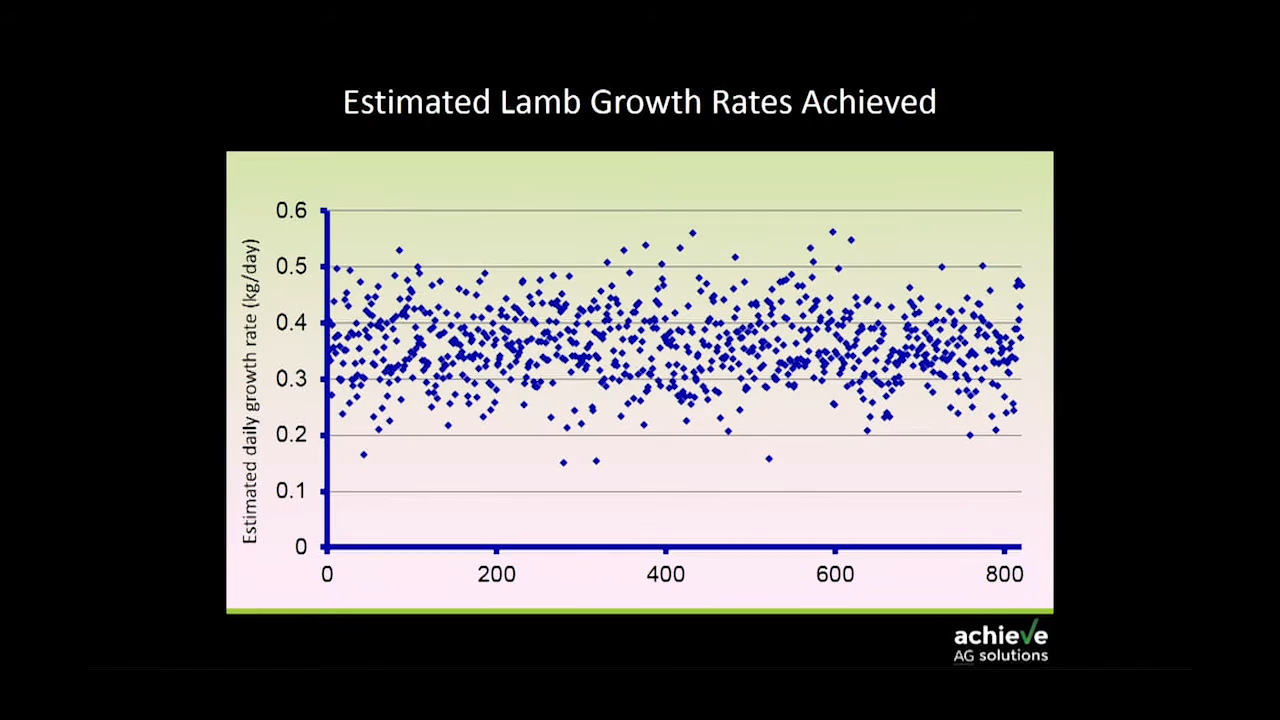 Estimated Lamb Growth Rates Achieved
Estimated daily growth rate (kg/day)
0.6
0.5
0.4
0.3
0.2
0.1
0
0 200 400 600 800
achieve
AG solutions